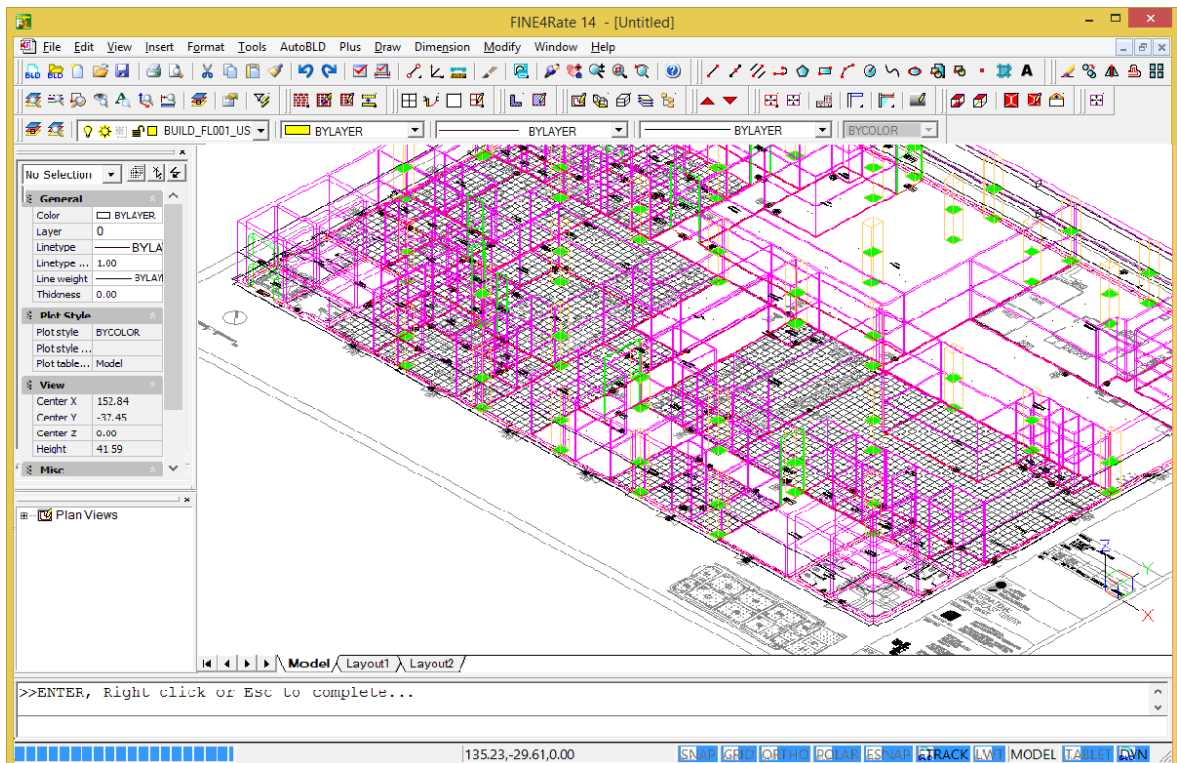 FINE4Rate 14 - [Untitled]
File Edit View Insert Format Tools AutoBLD Plus Draw Dimension Modify Window Help
BLD BLD
BUILD_FL001_US BYLAYER BYLAYER BYLAYER BYCOLOR
No Selection
General
Color BYLAYER
Layer 0
Linetype BYLA
Linetype ... 1.00
Line weight BYLAY
Thickness 0.00
Plot Style
Plot style BYCOLOR
Plot style ...
Plot table... Model
View
Center X 152.84
Center Y -37.45
Center Z 0.00
Height 41.59
Misc
Plan Views
Z
Y
X
Model Layout1 Layout2
>>ENTER, Right click or Esc to complete...
135.23,-29.61,0.00 SNAP GRID ORTHO POLAR ESNAP ETRACK LWT MODEL TABLET DYN